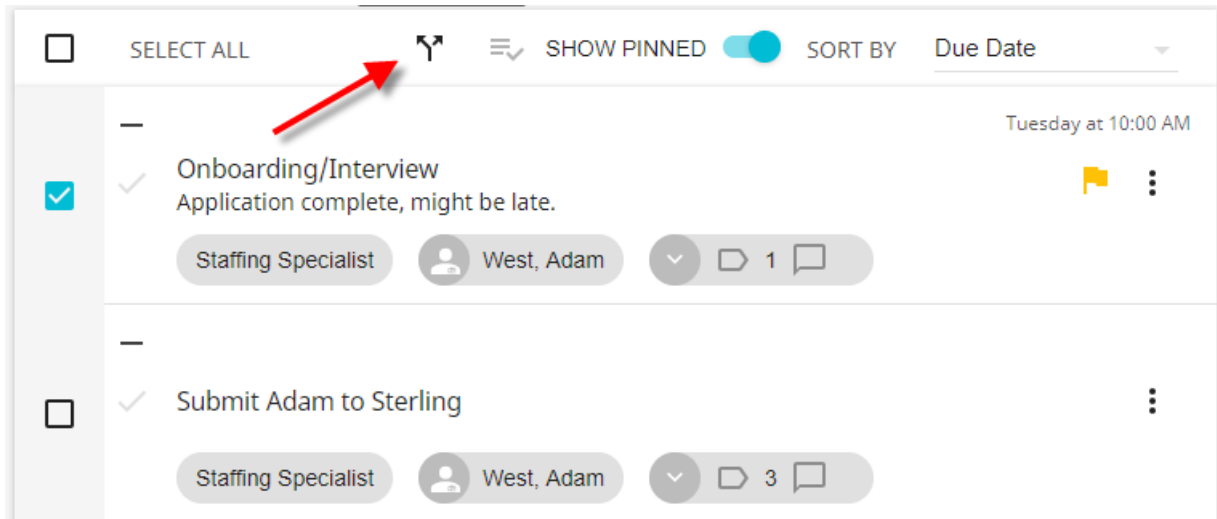 SELECT ALL SHOW PINNED SORT BY Due Date
Tuesday at 10:00 AM
Onboarding/Interview
Application complete, might be late.
Staffing Specialist West, Adam 1
Submit Adam to Sterling
Staffing Specialist West, Adam 3